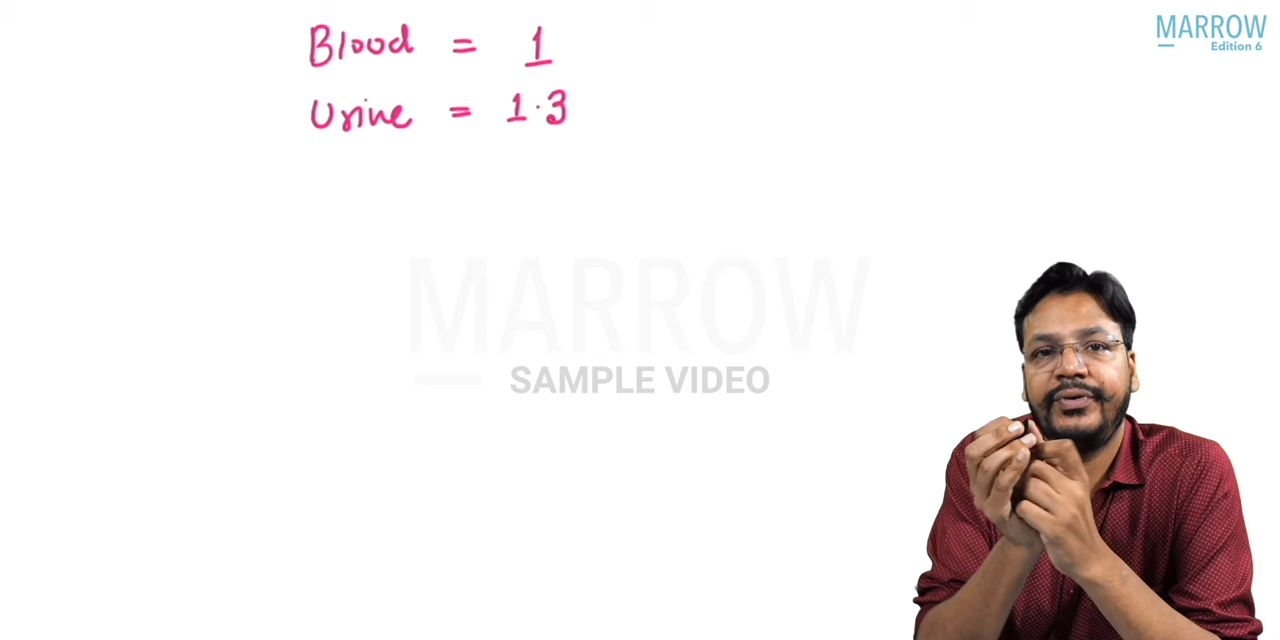 Blood = 1
Urine = 1.3
MARROW
Edition 6
MARROW
SAMPLE VIDEO